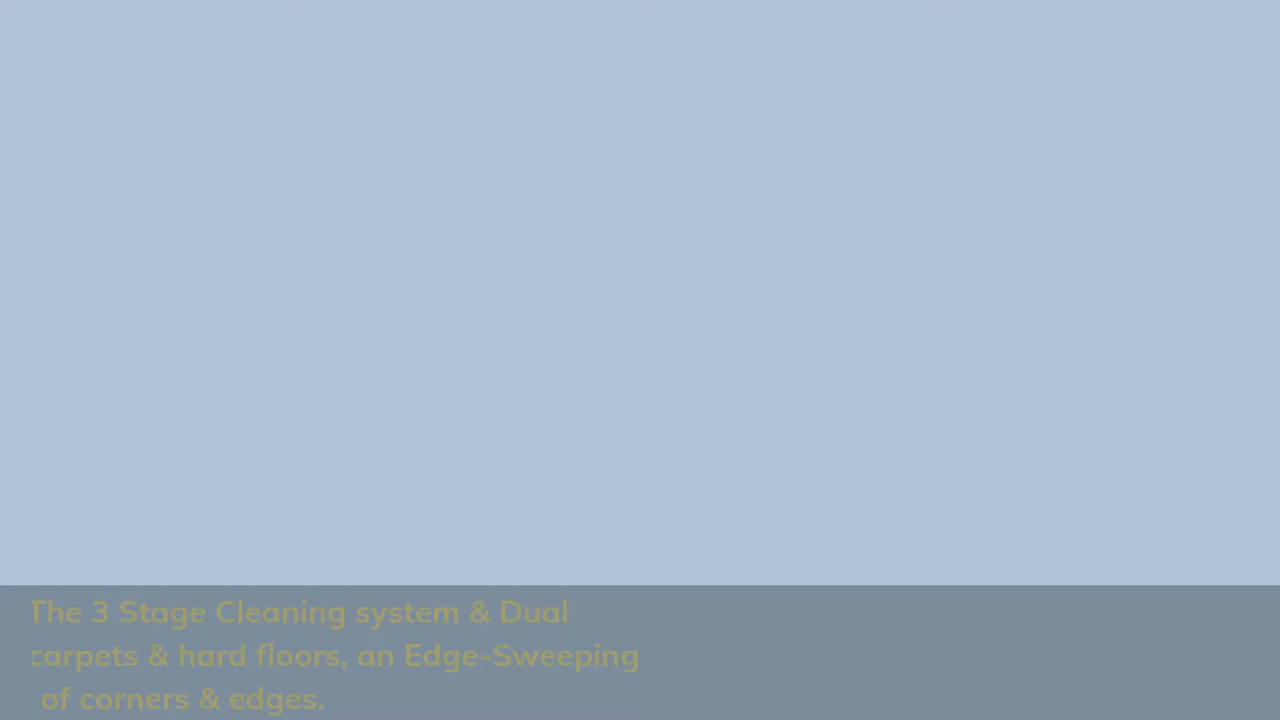 The 3 Stage Cleaning system & Dual
carpets & hard floors, an Edge-Sweeping
of corners & edges.